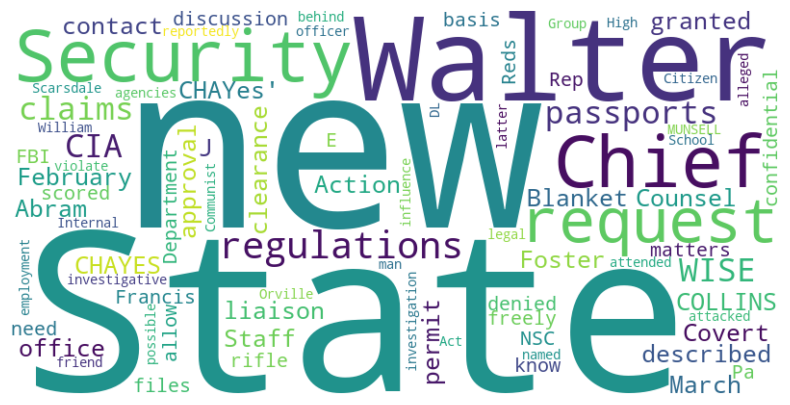 behind Group High
contact discussion reportedly officer basis granted
Security Walter Reds Rep Citizen alleged
Scarsdale agencies CHAYes' DL latter
claims new passports confidential
William CIA J E MUNSELL School
FBI violate clearance Chief
February scored approval Department Communist Action influence Blanket Counsel
Abram request
Internal regulations legal matters
State
CHAYES man Foster attended WISE
employment investigative Francis Orville denied COLLINS
need possible allow liaison investigation permit freely NSC attacked
office friend Staff Act named know Covert
rifle described
files Pa
March